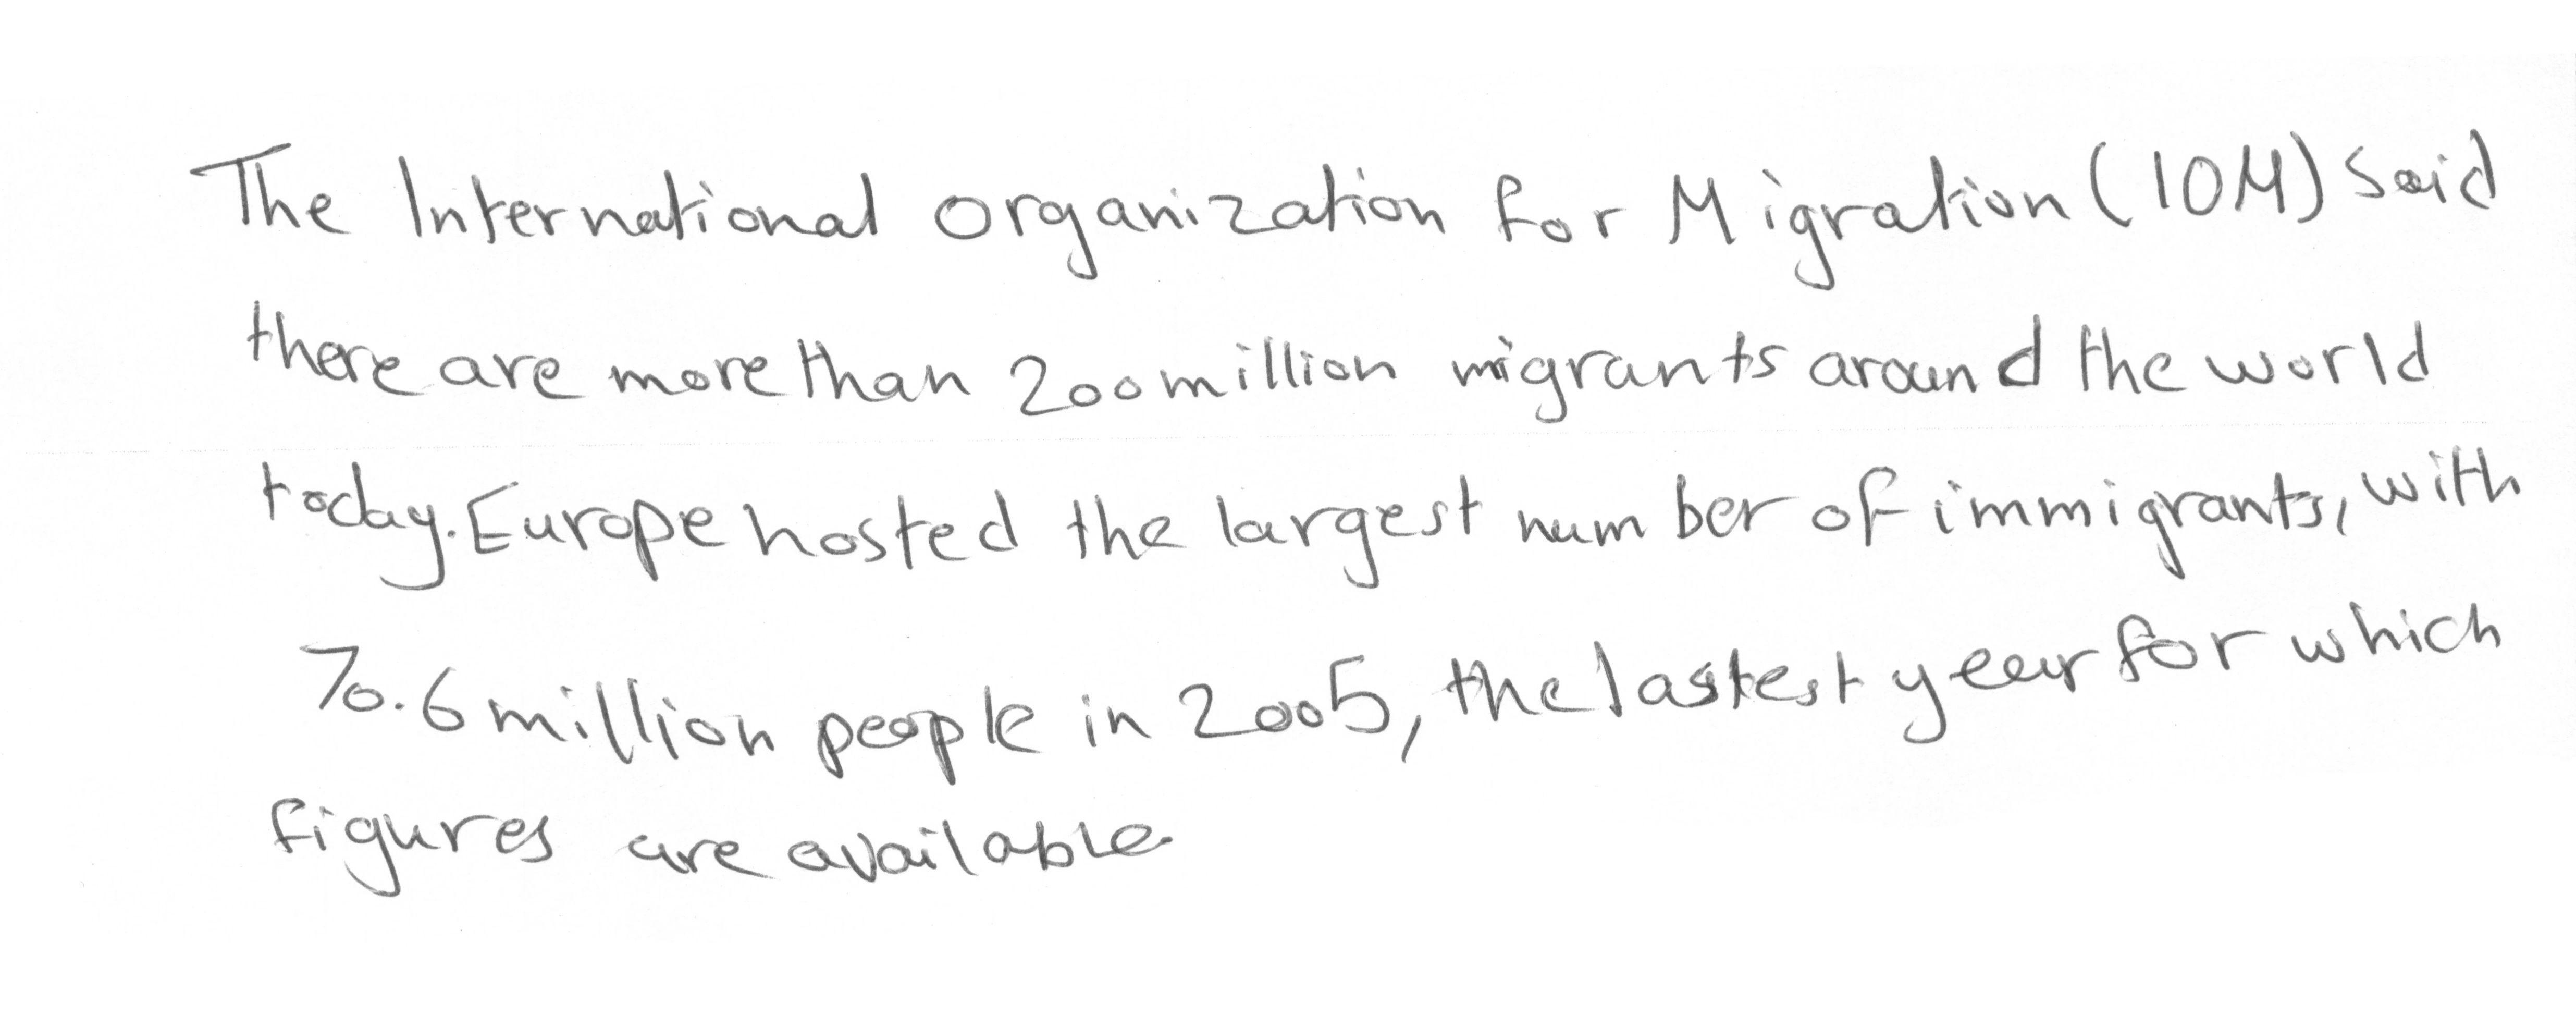 The International Organization for Migration (IOM) said
there are more than 200 million migrants around the world
today. Europe hosted the largest number of immigrants, with
70.6 million people in 2005, the lastest year for which
figures are available.